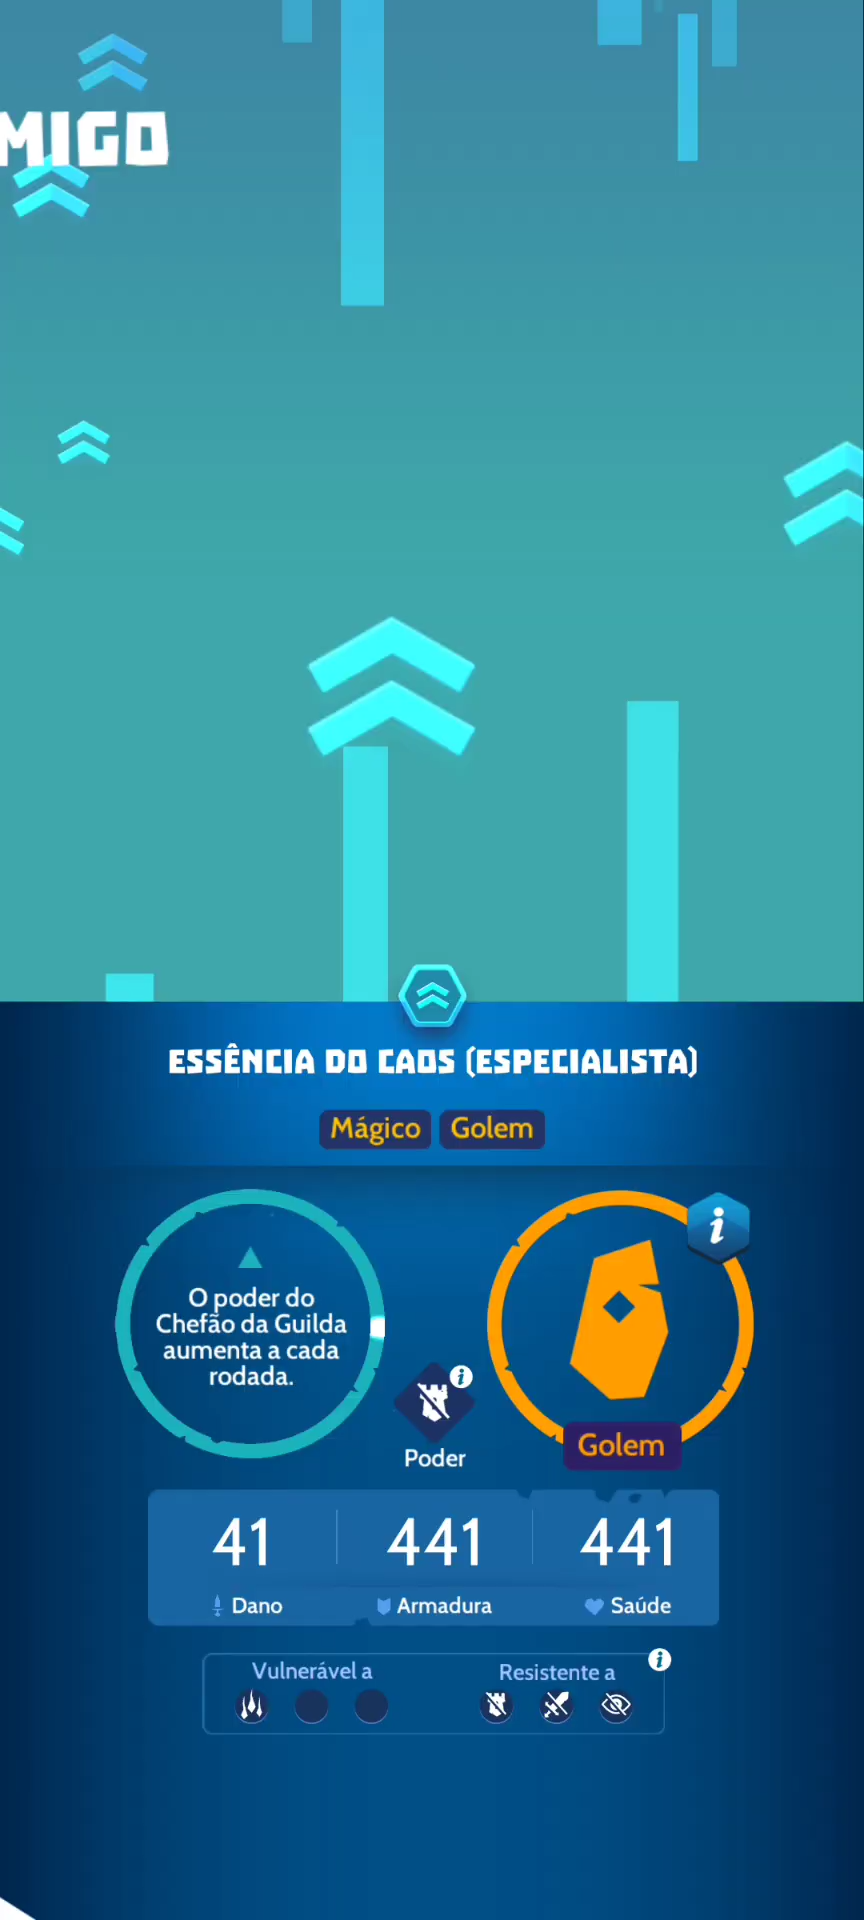 MIGO
ESSÊNCIA DO CAOS (ESPECIALISTA)
Mágico Golem
O poder do
Chefão da Guilda
aumenta a cada
rodada.
Poder
Golem
41 441 441
Dano Armadura Saúde
Vulnerável a Resistente a